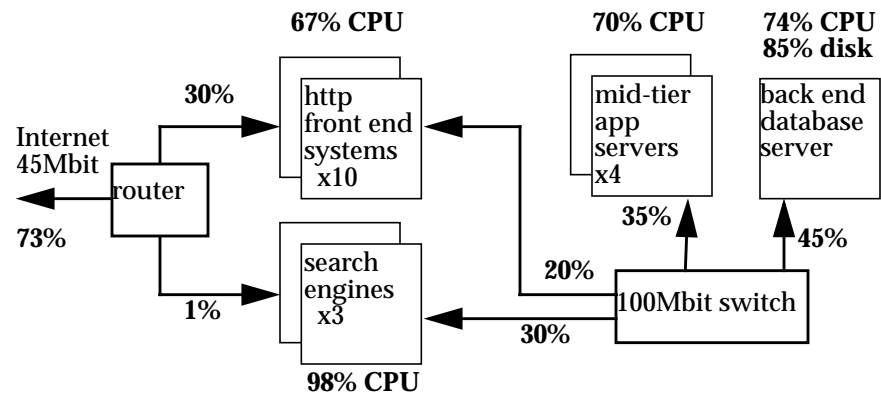 67% CPU
70% CPU
74% CPU
85% disk
30%
http
front end
systems
x10
mid-tier
app
servers
x4
back end
database
server
Internet
45Mbit
router
73%
35%
45%
search
engines
x3
1%
20%
100Mbit switch
30%
98% CPU